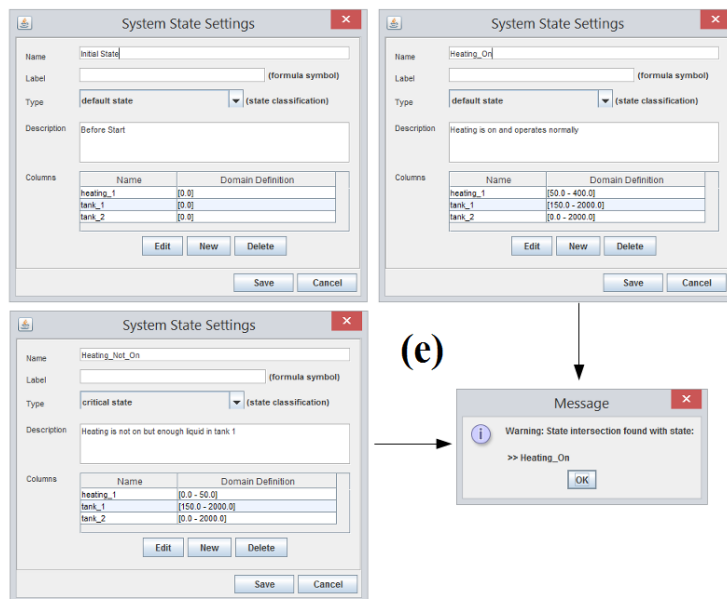 System State Settings
Name Initial State
Label (formula symbol)
Type default state (state classification)
Description Before Start
Columns Name Domain Definition
heating_1 [0.0]
tank_1 [0.0]
tank_2 [0.0]
Edit New Delete
Save Cancel
System State Settings
Name Heating_On
Label (formula symbol)
Type default state (state classification)
Description Heating is on and operates normally
Columns Name Domain Definition
heating_1 [50.0 - 400.0]
tank_1 [150.0 - 2000.0]
tank_2 [0.0 - 2000.0]
Edit New Delete
Save Cancel
System State Settings
Name Heating_Not_On
Label (formula symbol)
Type critical state (state classification)
Description Heating is not on but enough liquid in tank 1
Columns Name Domain Definition
heating_1 [0.0 - 50.0]
tank_1 [150.0 - 2000.0]
tank_2 [0.0 - 2000.0]
Edit New Delete
Save Cancel
(e)
Message
Warning: State intersection found with state:
>> Heating_On
OK